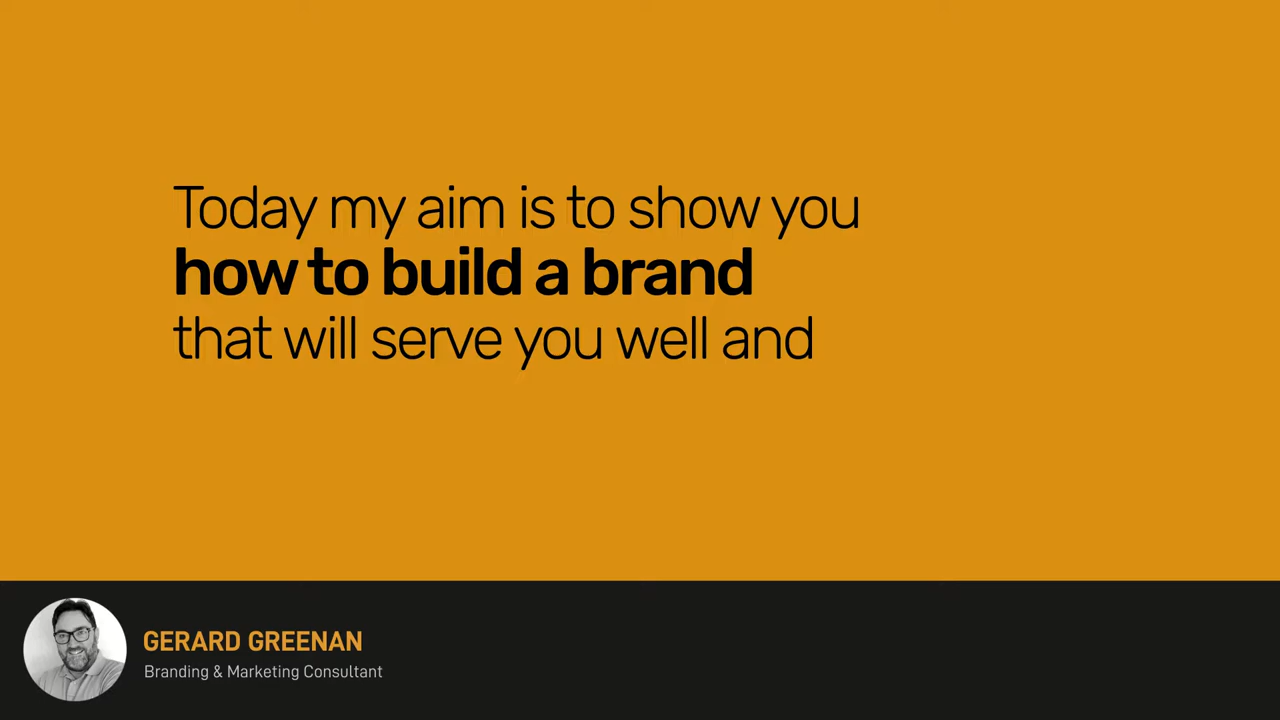 Today my aim is to show you
how to build a brand
that will serve you well and
GERARD GREENAN
Branding & Marketing Consultant